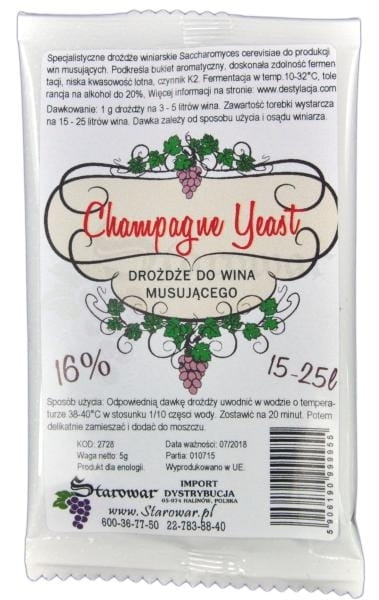 Specjalistyczne drożdże winiarskie Saccharomyces cerevisiae do produkcji
win musujących. Podkreśla bukiet aromatyczny, doskonała zdolność fermen
tacji, niska kwasowość lotna, czynnik K2. Fermentacja w temp.10-32°C, tole
rancja na alkohol do 20%, Więcej informacji na stronie: www.destylacja.com
Dawkowanie: 1 g drożdży na 3 - 5 litrów wina. Zawartość torebki wystarcza
na 15 - 25 litrów wina. Dawka zależy od sposobu użycia i osądu winiarza.
Champagne Yeast
DROŻDŻE DO WINA
MUSUJĄCEGO
16%
15-25l
Sposób użycia: Odpowiednią dawkę drożdży uwodnić w wodzie o tempera-
turze 38-40°C w stosunku 1/10 części wody. Zostawić na 20 minut. Potem
delikatnie zamieszać i dodać do moszczu.
KOD: 2728
Data ważności: 07/2018
Waga netto: 5g
Partia: 010715
Produkt dla enologii.
Wyprodukowano w UE.
Starowar
IMPORT
DYSTRYBUCJA
05-074 HALINÓW, POLSKA
www.Starowar.pl
600-36-77-50 22-783-88-40
5906190999955